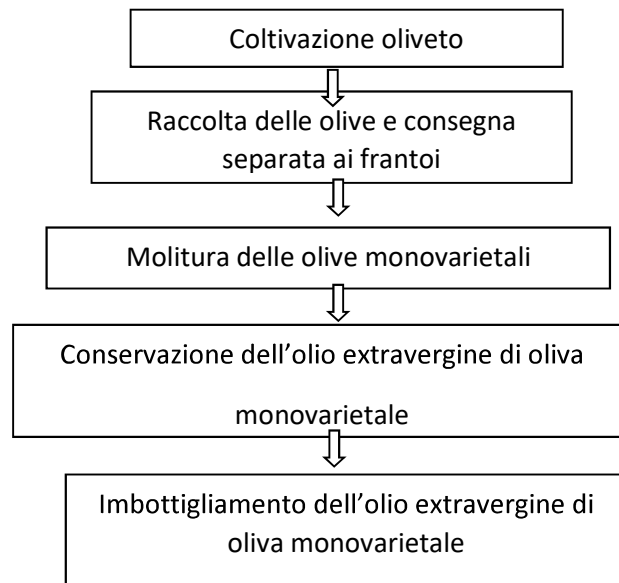 Coltivazione oliveto
Raccolta delle olive e consegna
separata ai frantoi
Molitura delle olive monovarietali
Conservazione dell’olio extravergine di oliva
monovarietale
Imbottigliamento dell’olio extravergine di
oliva monovarietale